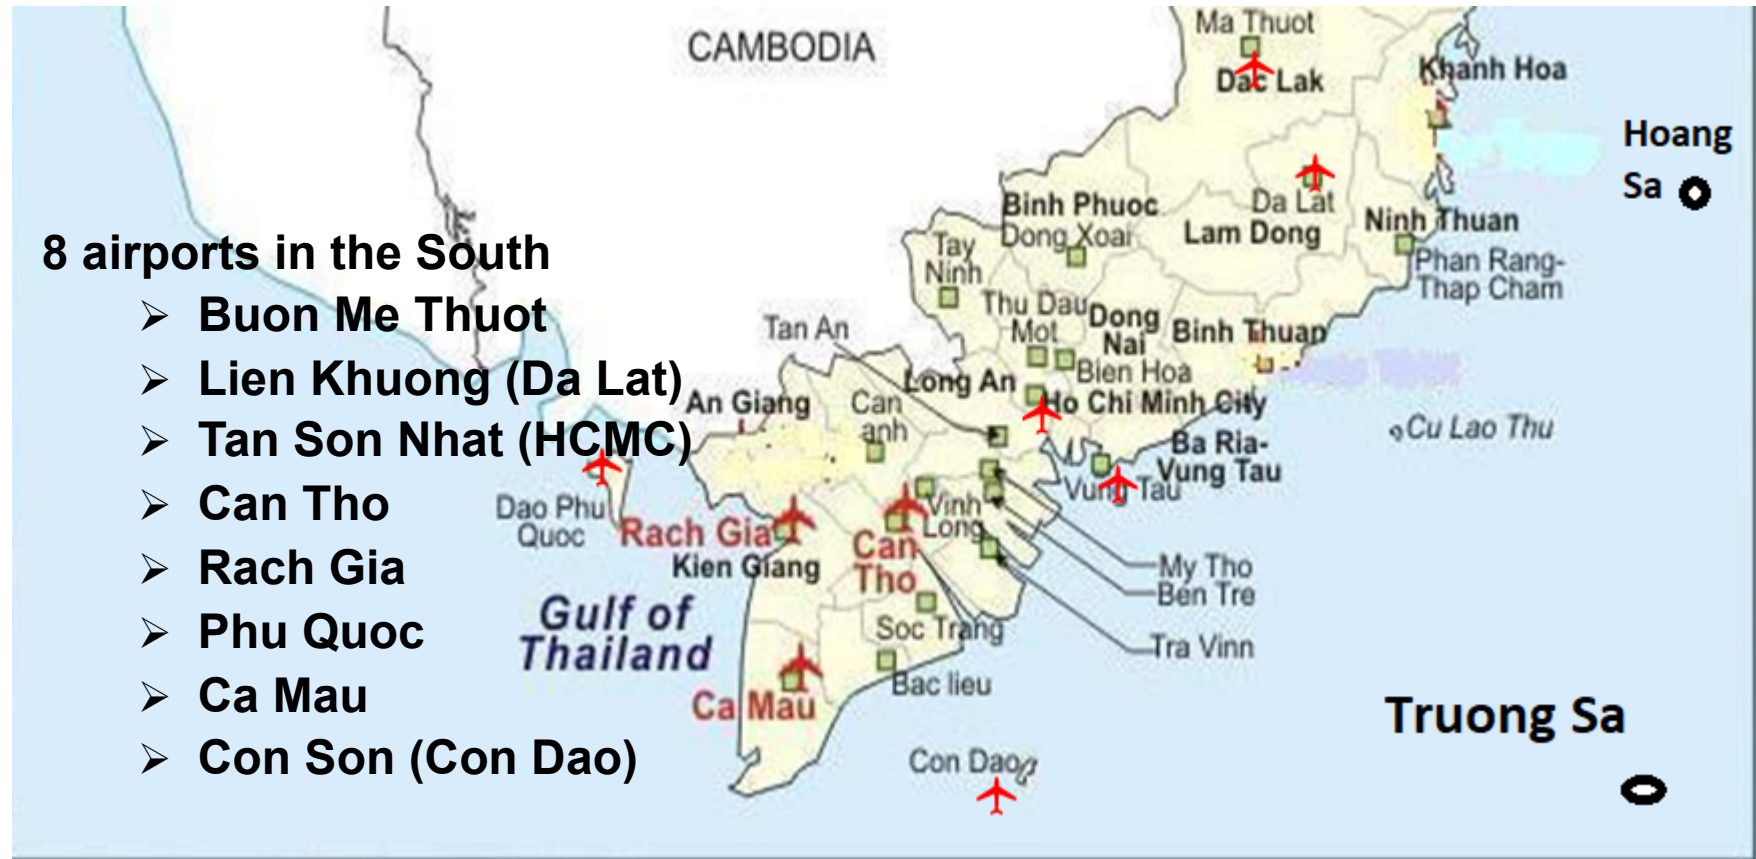 CAMBODIA
Ma Thuot
Dac Lak
Khanh Hoa
Hoang
Sa
Binh Phuoc
Dong Xoai
Da Lat
Lam Dong
Ninh Thuan
Phan Rang-
Thap Cham
Tay
Ninh
Thu Dau
Mot
Dong
Nai
Binh Thuan
Bien Hoa
Tan An
Long An
Ho Chi Minh City
An Giang
Can
anh
Ba Ria-
Vung Tau
Vung Tau
Cu Lao Thu
8 airports in the South
➢ Buon Me Thuot
➢ Lien Khuong (Da Lat)
➢ Tan Son Nhat (HCMC)
➢ Can Tho
➢ Rach Gia
➢ Phu Quoc
➢ Ca Mau
➢ Con Son (Con Dao)
Dao Phu
Quoc
Rach Gia
Kien Giang
Can
Tho
Vinh
Long
My Tho
Ben Tre
Tra Vinn
Gulf of
Thailand
Soc Trang
Bac lieu
Ca Mau
Con Dao
Truong Sa